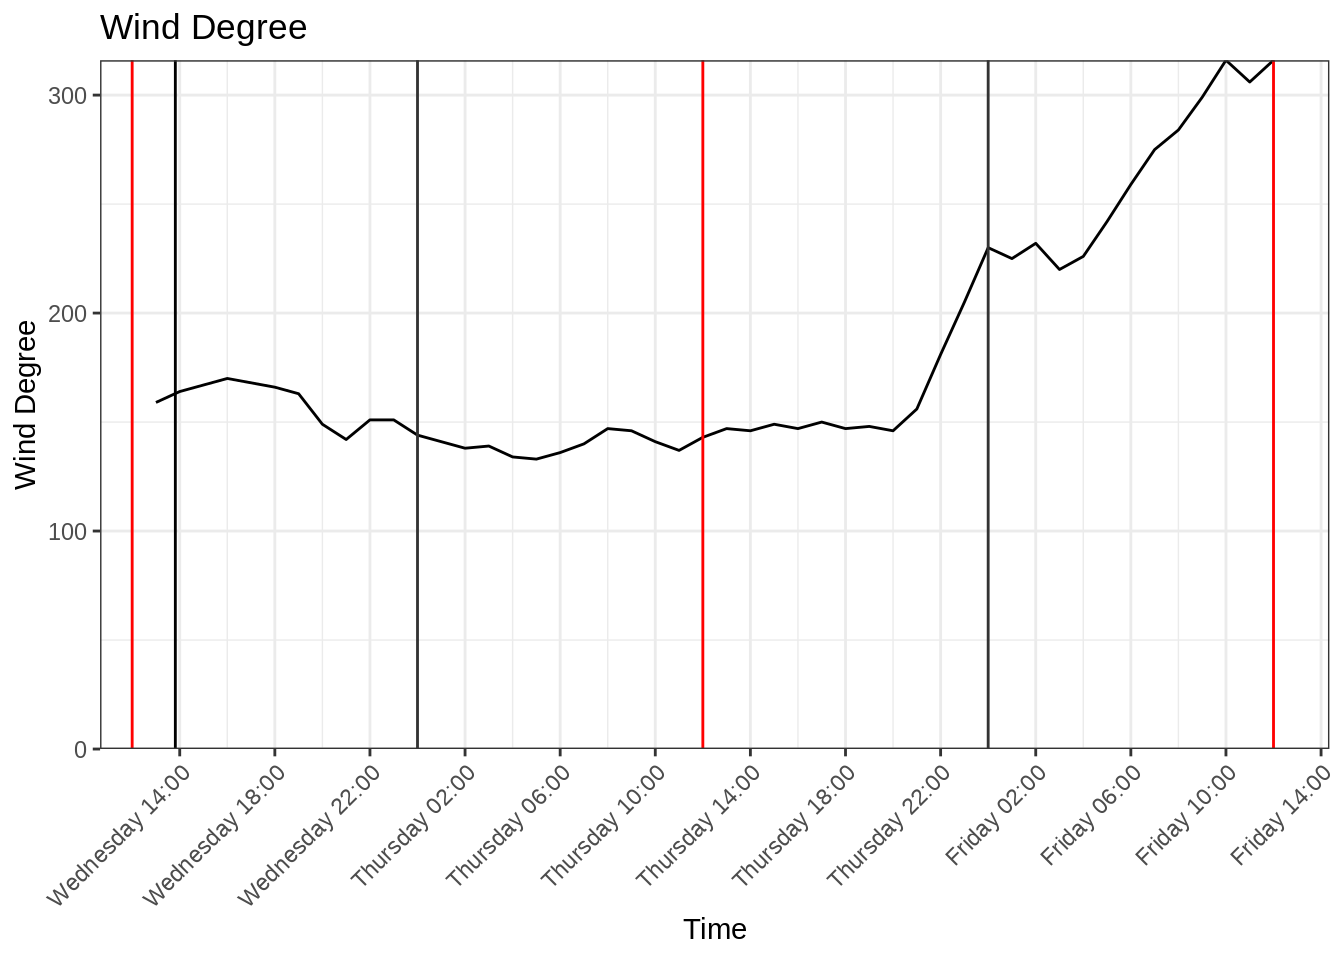 Wind Degree
300
200
100
0
Wind Degree
Wednesday 14:00
Wednesday 18:00
Wednesday 22:00
Thursday 02:00
Thursday 06:00
Thursday 10:00
Thursday 14:00
Thursday 18:00
Thursday 22:00
Friday 02:00
Friday 06:00
Friday 10:00
Friday 14:00
Time